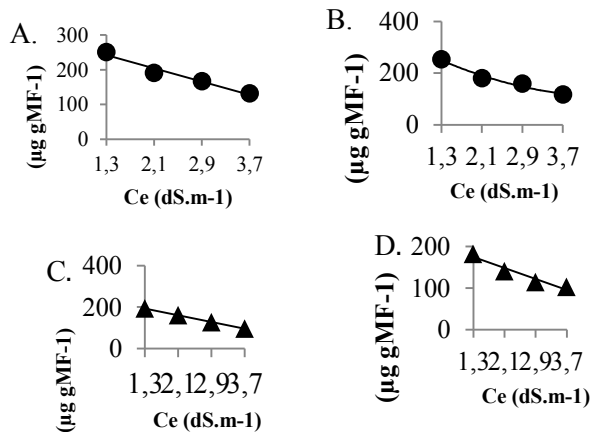 A.
(µg gMF-1)
300
200
100
0
1,3 2,1 2,9 3,7
Ce (dS.m-1)
B.
(µg gMF-1)
400
200
0
1,3 2,1 2,9 3,7
Ce (dS.m-1)
C.
(µg gMF-1)
400
200
0
1,32,12,93,7
Ce (dS.m-1)
D.
(µg gMF-1)
200
100
0
1,32,12,93,7
Ce (dS.m-1)